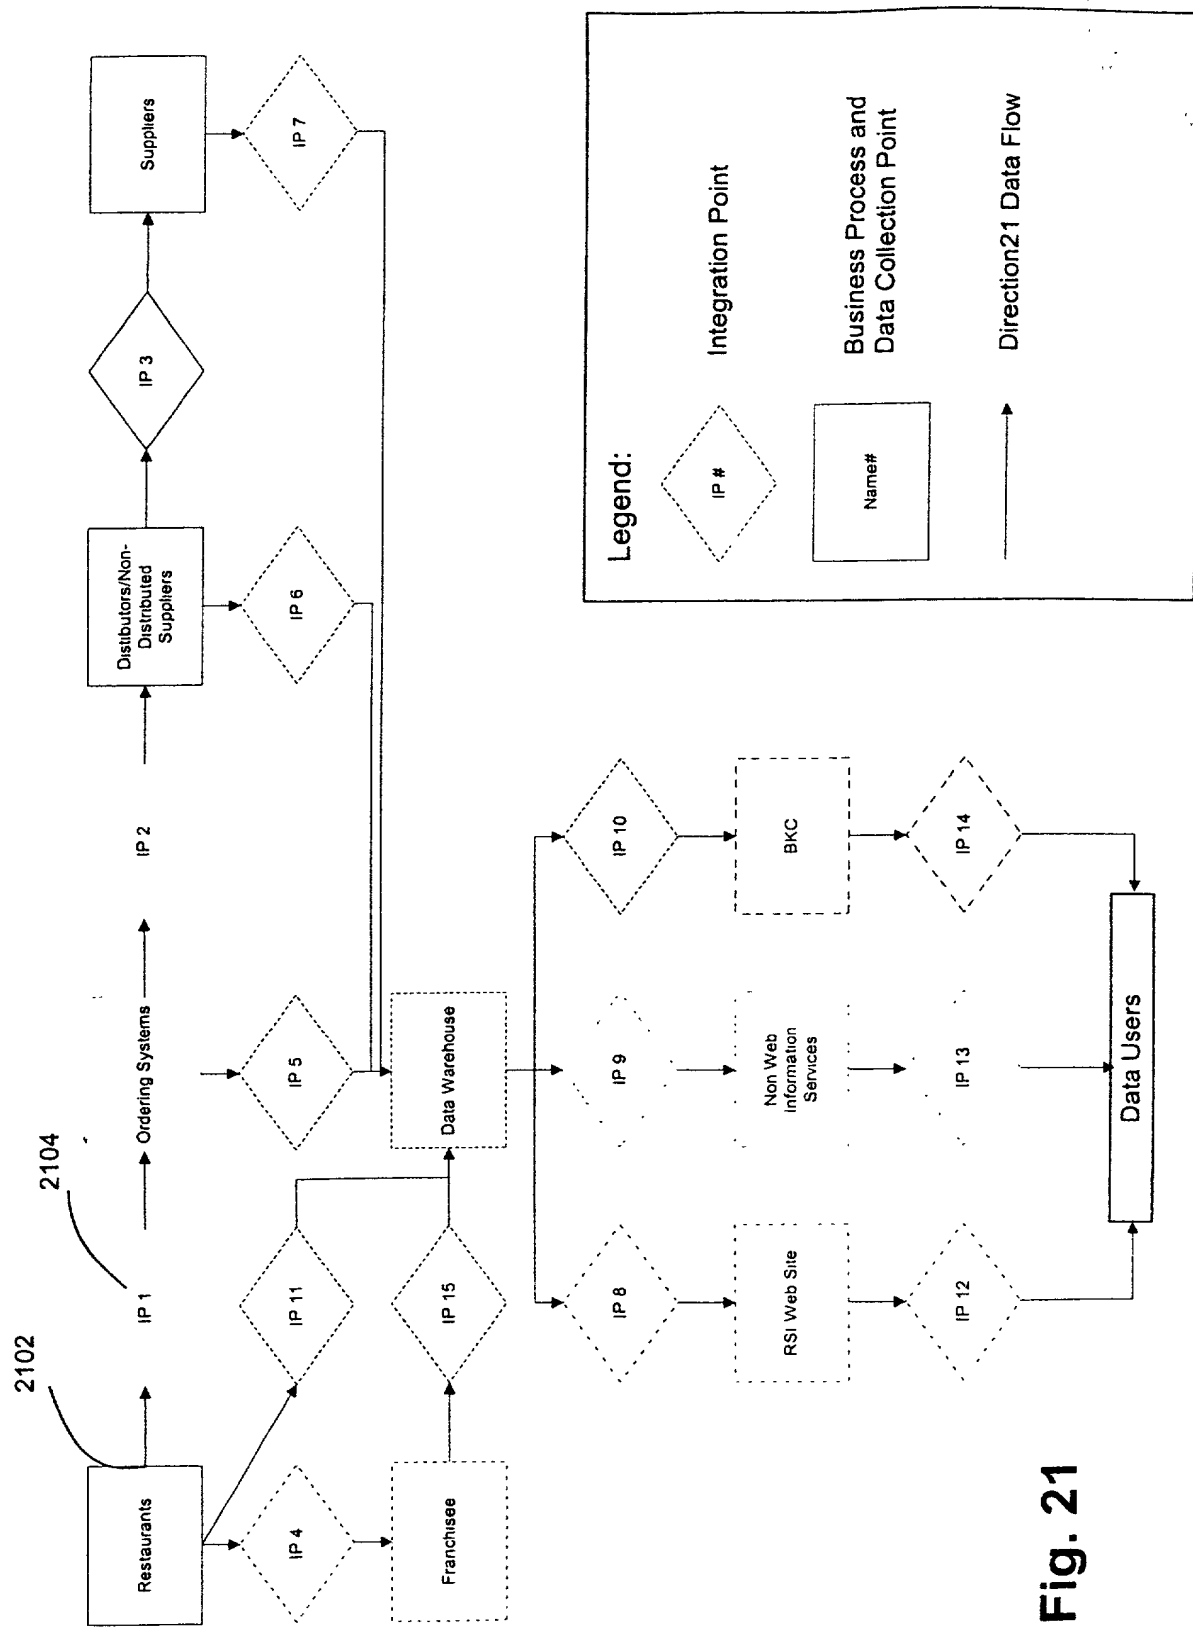 2102
2104
Restaurants
IP 1
Ordering Systems
IP 2
Distibutors/Non-
Distributed
Suppliers
IP 3
Suppliers
IP 4
IP 11
IP 5
IP 6
IP 7
Franchisee
IP 15
Data Warehouse
IP 8
IP 9
IP 10
RSI Web Site
Non Web
Information
Services
BKC
IP 12
IP 13
IP 14
Data Users
Legend:
IP #
Integration Point
Name#
Business Process and
Data Collection Point
Direction21 Data Flow
Fig. 21